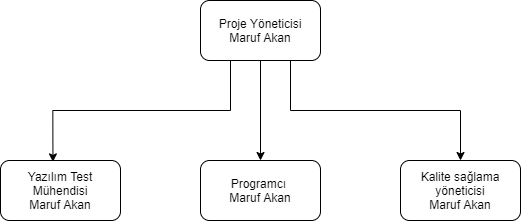 Proje Yöneticisi
Maruf Akan
Yazılım Test
Mühendisi
Maruf Akan
Programcı
Maruf Akan
Kalite sağlama
yöneticisi
Maruf Akan